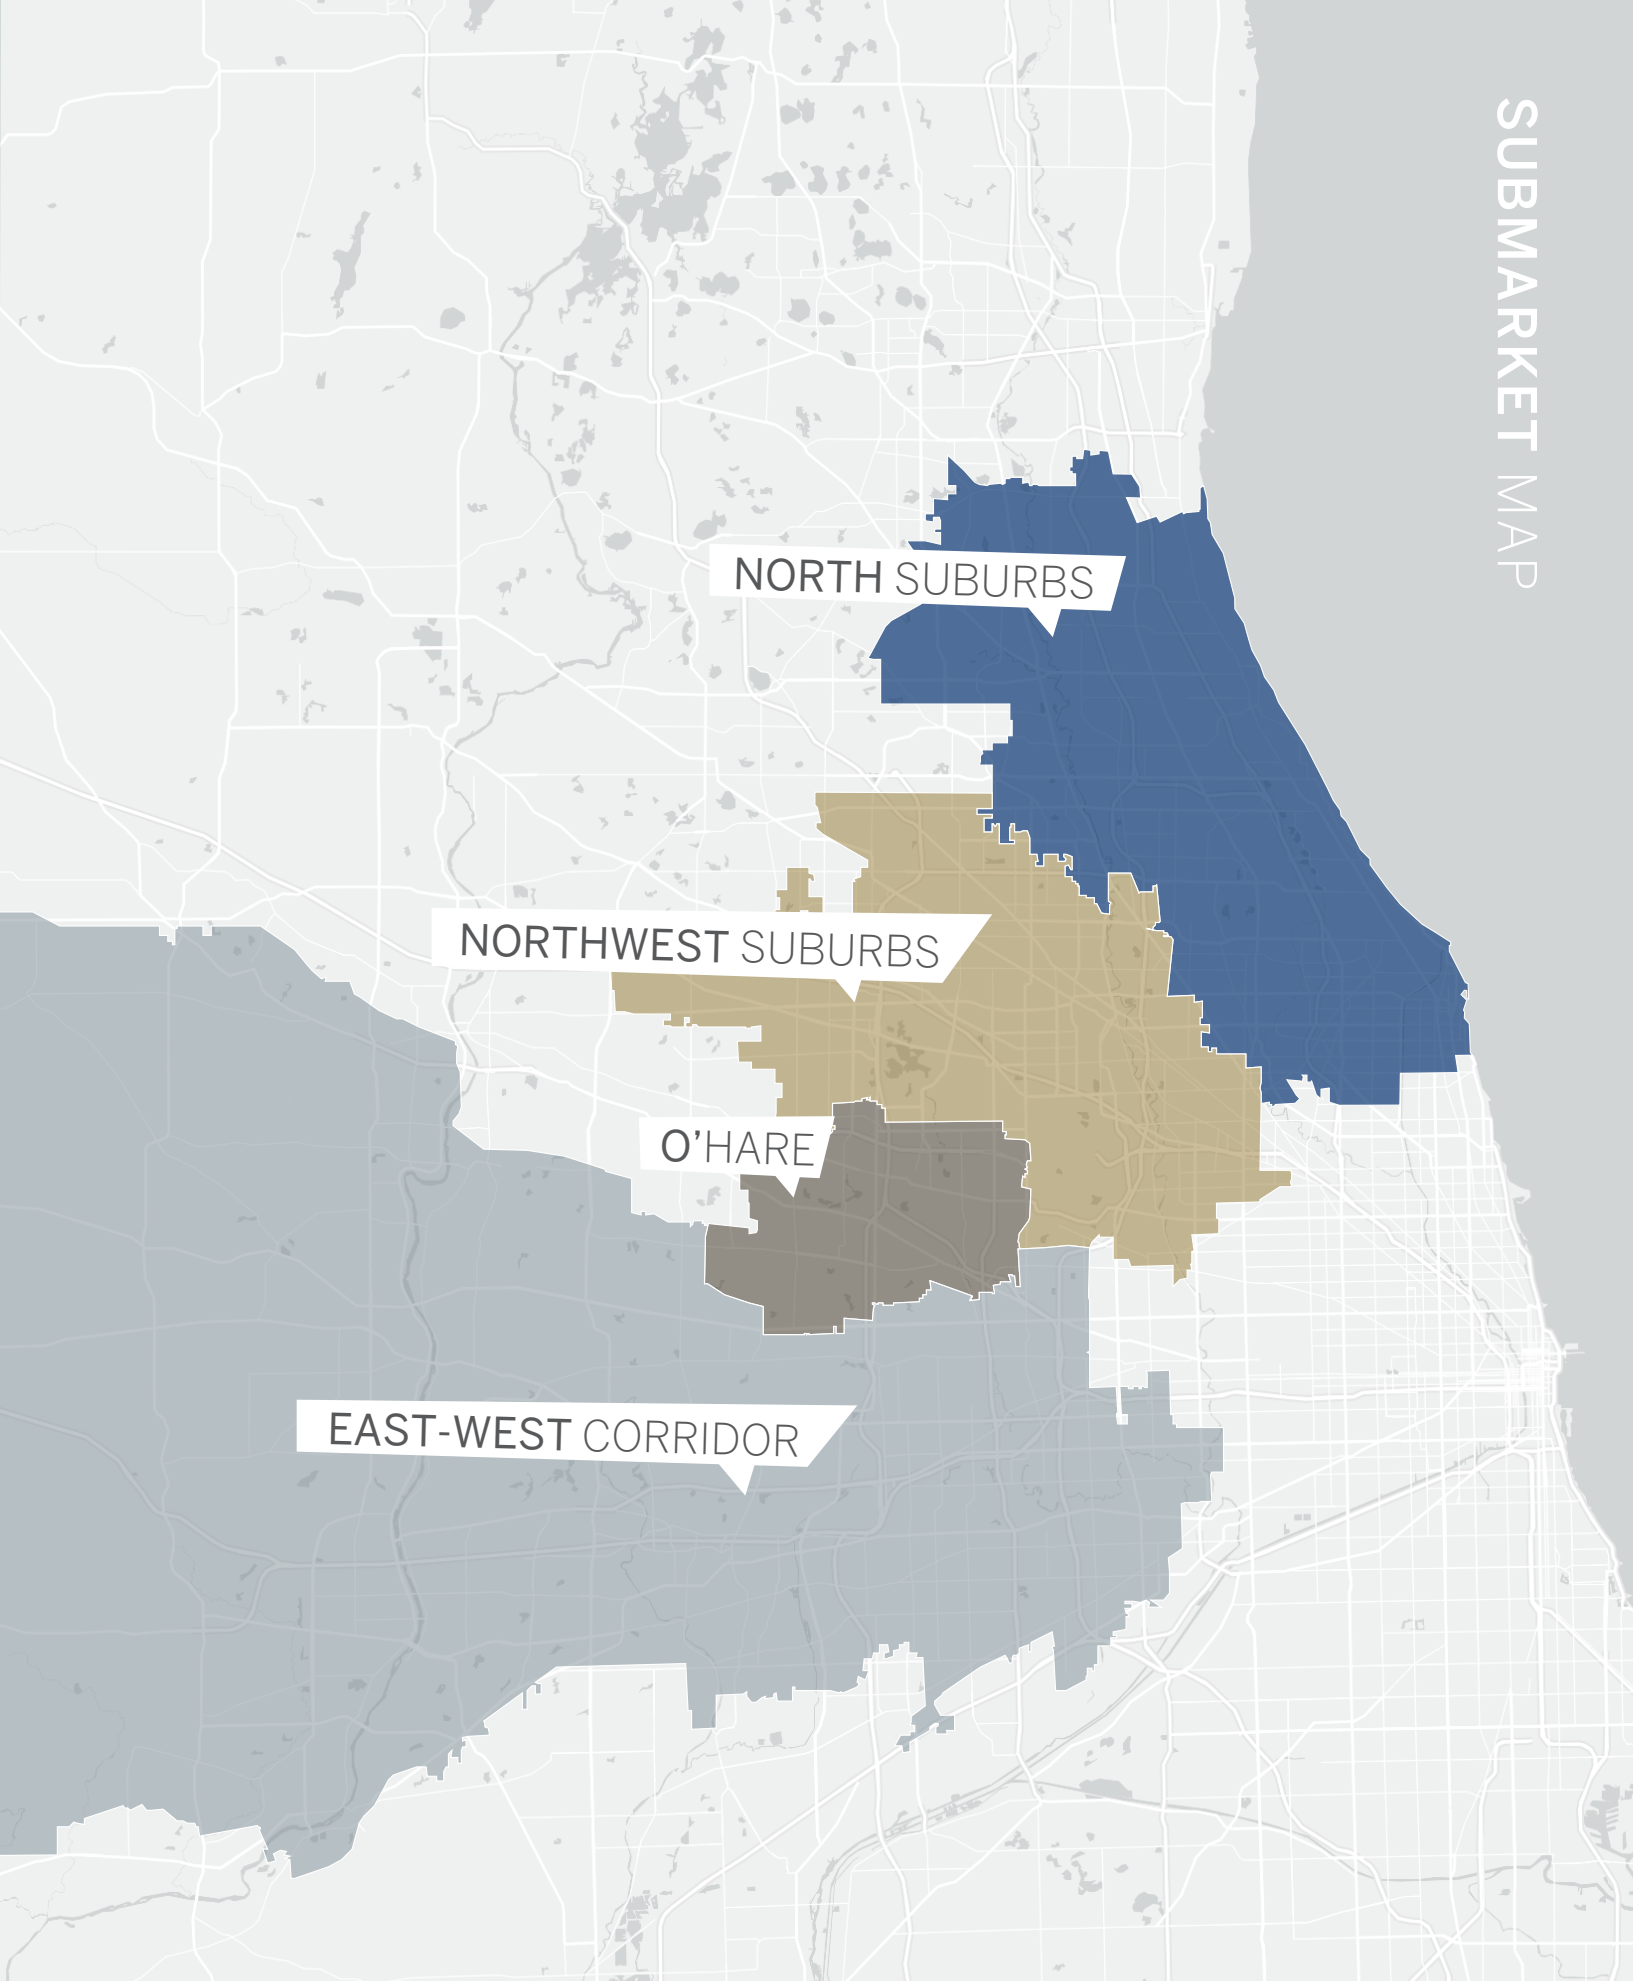 SUBMARKET MAP
NORTH SUBURBS
NORTHWEST SUBURBS
O’HARE
EAST-WEST CORRIDOR